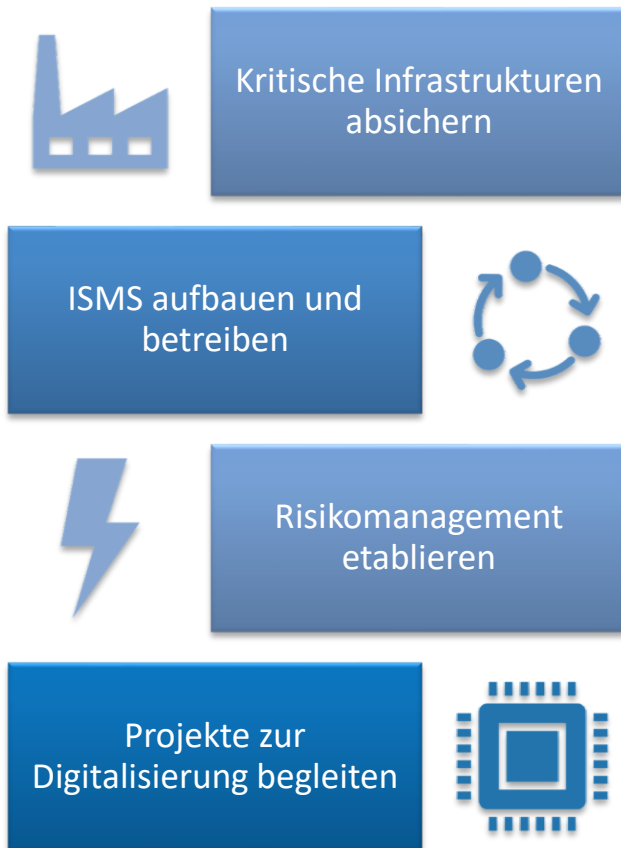 Kritische Infrastrukturen
absichern
ISMS aufbauen und
betreiben
Risikomanagement
etablieren
Projekte zur
Digitalisierung begleiten